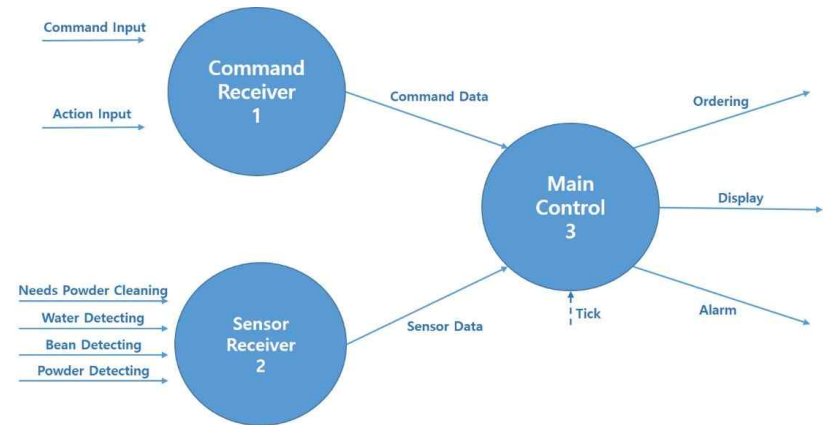 Command Input
Action Input
Command
Receiver
1
Command Data
Needs Powder Cleaning
Water Detecting
Bean Detecting
Powder Detecting
Sensor
Receiver
2
Sensor Data
Main
Control
3
Tick
Ordering
Display
Alarm